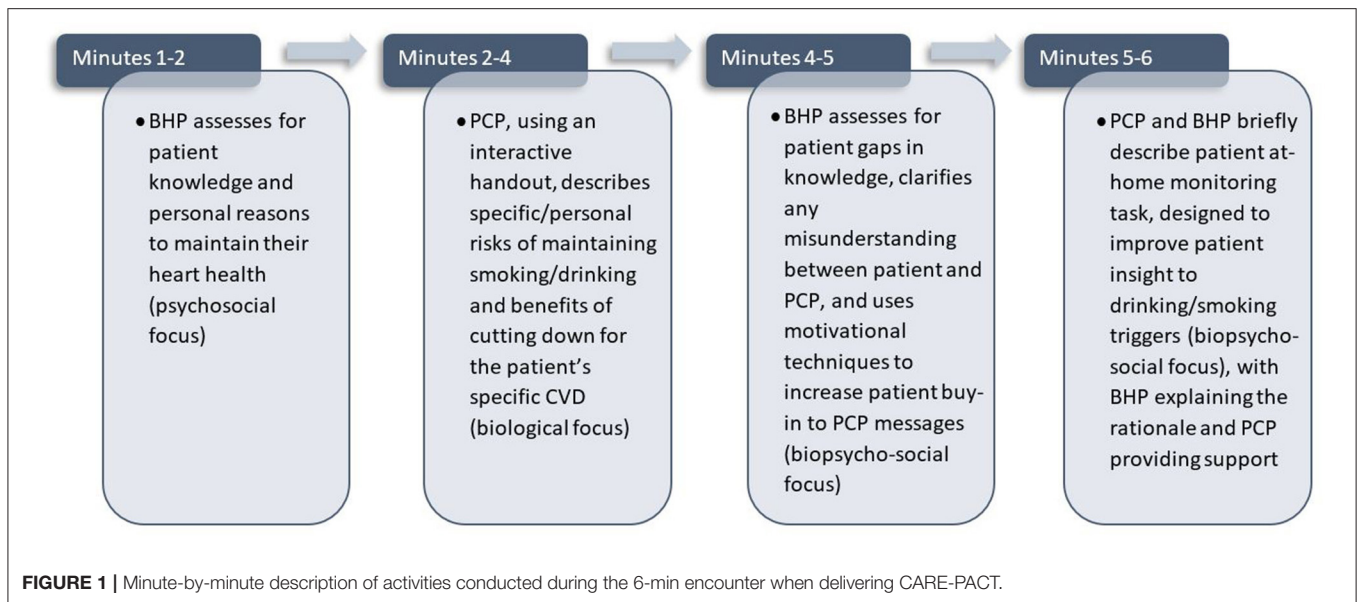 Minutes 1-2
• BHP assesses for
patient
knowledge and
personal reasons
to maintain their
heart health
(psychosocial
focus)
Minutes 2-4
• PCP, using an
interactive
handout, describes
specific/personal
risks of maintaining
smoking/drinking
and benefits of
cutting down for
the patient's
specific CVD
(biological focus)
Minutes 4-5
• BHP assesses for
patient gaps in
knowledge, clarifies
any
misunderstanding
between patient and
PCP, and uses
motivational
techniques to
increase patient buy-
in to PCP messages
(biopsycho-social
focus)
Minutes 5-6
• PCP and BHP briefly
describe patient at-
home monitoring
task, designed to
improve patient
insight to
drinking/smoking
triggers (biopsycho-
social focus), with
BHP explaining the
rationale and PCP
providing support
FIGURE 1 | Minute-by-minute description of activities conducted during the 6-min encounter when delivering CARE-PACT.